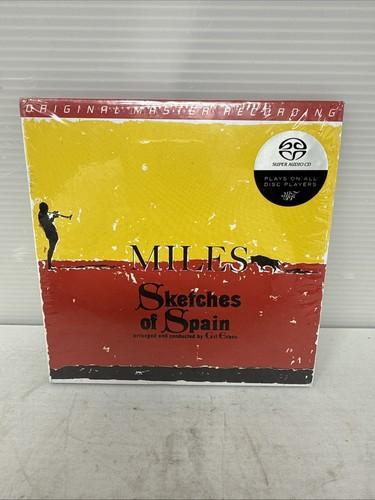 ORIGINAL MASTER RECORDING
SUPER AUDIO CD
PLAYS ON ALL
DISC PLAYERS
MILES
Sketches
of Spain
arranged and conducted by Gil Evans